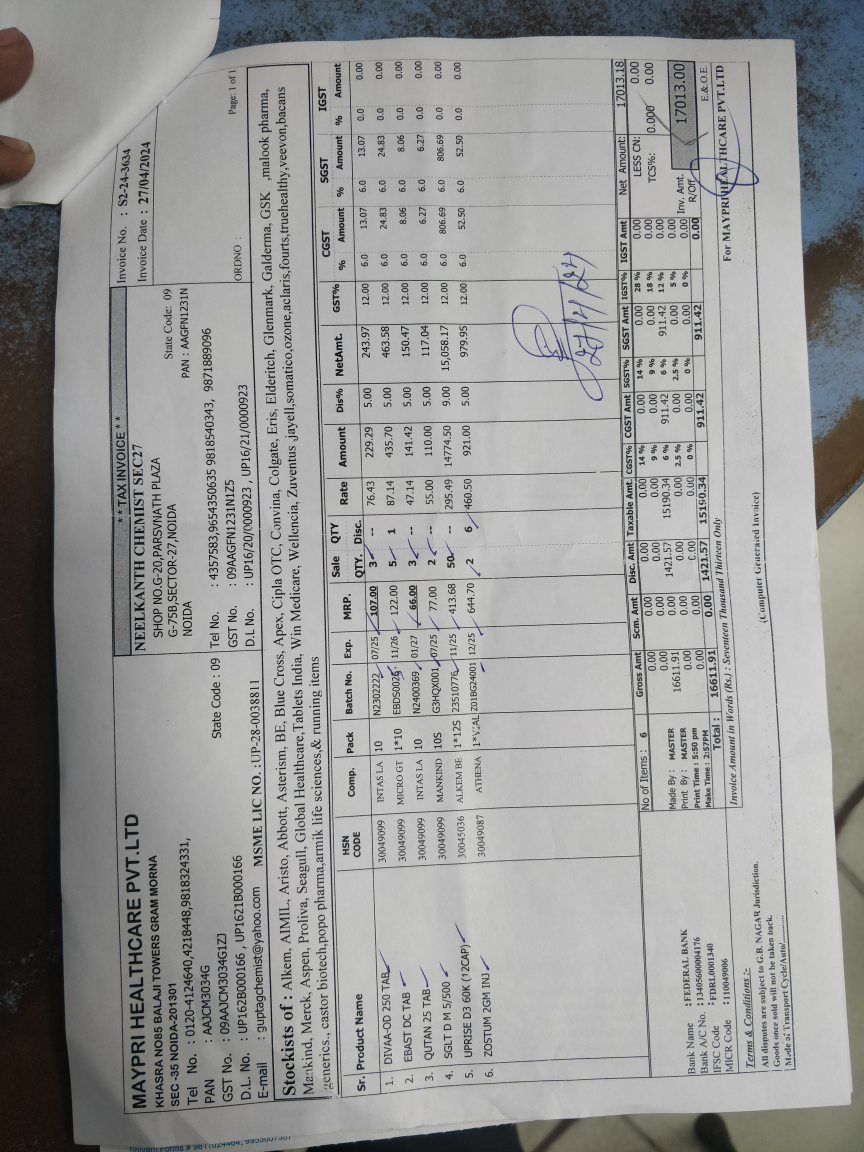 MAYPRI HEALTHCARE PVT.LTD
KHASRA NO85 BALAJI TOWERS GRAM MORNA
SEC -35 NOIDA-201301
Tel No. : 0120-4124640,4218448,9818324331,
PAN : AAJCM3034G
State Code : 09
GST No. : 09AAJCM3034G1ZJ
D.L. No. : UP162B000166 , UP1621B000166
E-mail : guptagchemist@yahoo.com MSME LIC NO. :UP-28-0038811
** TAX INVOICE **
NEELKANTH CHEMIST SEC27
SHOP NO.G-20,PARSVNATH PLAZA
G-75B,SECTOR-27,NOIDA
NOIDA State Code: 09
PAN : AAGFN1231N
Tel No. : 4357583,9654350635 9818540343, 9871889096
GST No. : 09AAGFN1231N1Z5
D.L No. : UP16/20/0000923 , UP16/21/0000923
Invoice No. : S2-24-3634
Invoice Date : 27/04/2024
ORDNO :
Page: 1 of 1
Stockists of : Alkem, AIMIL, Aristo, Abbott, Asterism, BE, Blue Cross, Apex, Cipla OTC, Convina, Colgate, Eris, Elderitch, Glenmark, Galderma, GSK ,malook pharma,
Mankind, Merck, Aspen, Proliva, Seagull, Global Healthcare,Tablets India, Win Medicare, Wellencia, Zuventus ,jayell,somatico,ozone,aclaris,fourts,truehealthy,veevon,bacans
,generics., castor biotech,popo pharma,armik life sciences,& running items
Sr. Product Name HSN CODE Comp. Pack Batch No. Exp. MRP. Sale QTY. QTY Disc. Rate Amount Dis% NetAmt. GST% CGST % Amount SGST % Amount IGST % Amount
1. DIVAA-OD 250 TAB 30049099 INTAS LA 10 N2302222 07/25 107.00 3 -- 76.43 229.29 5.00 243.97 12.00 6.0 13.07 6.0 13.07 0.0 0.00
2. EBAST DC TAB 30049099 MICRO GT 1*10 11/26 122.00 5 1 87.14 435.70 5.00 463.58 12.00 6.0 24.83 6.0 24.83 0.0 0.00
3. QUTAN 25 TAB 30049099 INTAS LA 10 N2400369 01/27 66.00 3 -- 47.14 141.42 5.00 150.47 12.00 6.0 8.06 6.0 8.06 0.0 0.00
4. SGLT D M 5/500 30049099 MANKIND 10S G3HQX001 07/25 77.00 2 -- 55.00 110.00 5.00 117.04 12.00 6.0 6.27 6.0 6.27 0.0 0.00
5. UPRISE D3 60K (12CAP) 30045036 ALKEM BE 1*12S 23510776 11/25 413.68 50 -- 295.49 14774.50 9.00 15,058.17 12.00 6.0 806.69 6.0 806.69 0.0 0.00
6. ZOSTUM 2GM INJ 30049087 ATHENA 1*VIAL Z01BG24001 12/25 644.70 2 6 460.50 921.00 5.00 979.95 12.00 6.0 52.50 6.0 52.50 0.0 0.00
27/4/24
Bank Name :FEDERAL BANK
Bank A/C No. :13405600004176
IFSC Code :FDRL0001340
MICR Code :110049006
No of Items : 6
Made By : MASTER
Print By : MASTER
Print Time : 5:50 pm
Make Time : 2:57PM
Gross Amt Scm. Amt Disc. Amt Taxable Amt. CGST% CGST Amt SGST% SGST Amt IGST% IGST Amt
0.00 0.00 0.00 0.00 14 % 0.00 14 % 0.00 28 % 0.00
0.00 0.00 0.00 0.00 9 % 0.00 9 % 0.00 18 % 0.00
16611.91 0.00 1421.57 15190.34 6 % 911.42 6 % 911.42 12 % 0.00
0.00 0.00 0.00 0.00 2.5 % 0.00 2.5 % 0.00 5 % 0.00
0.00 0.00 0.00 0.00 0 % 0.00 0 % 0.00 0 % 0.00
Total : 16611.91 0.00 1421.57 15190.34 911.42 911.42 0.00
Net Amount: 17013.18
LESS CN: 0.00
TCS%: 0.000 0.00
Inv. Amt. R/Off 17013.00
E.& O.E.
Invoice Amount in Words (Rs.) : Seventeen Thousand Thirteen Only
For MAYPRI HEALTHCARE PVT.LTD
Terms & Conditions :-
All disputes are subject to G.B. NAGAR Jurisdiction.
Goods once sold will not be taken back.
Mode of Transport Cycle/Auto/..........
(Computer Generated Invoice)